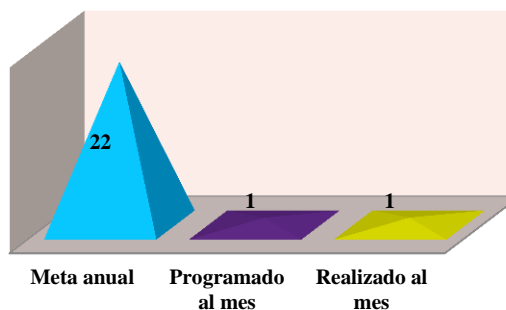 22
1
1
Meta anual
Programado
al mes
Realizado al
mes